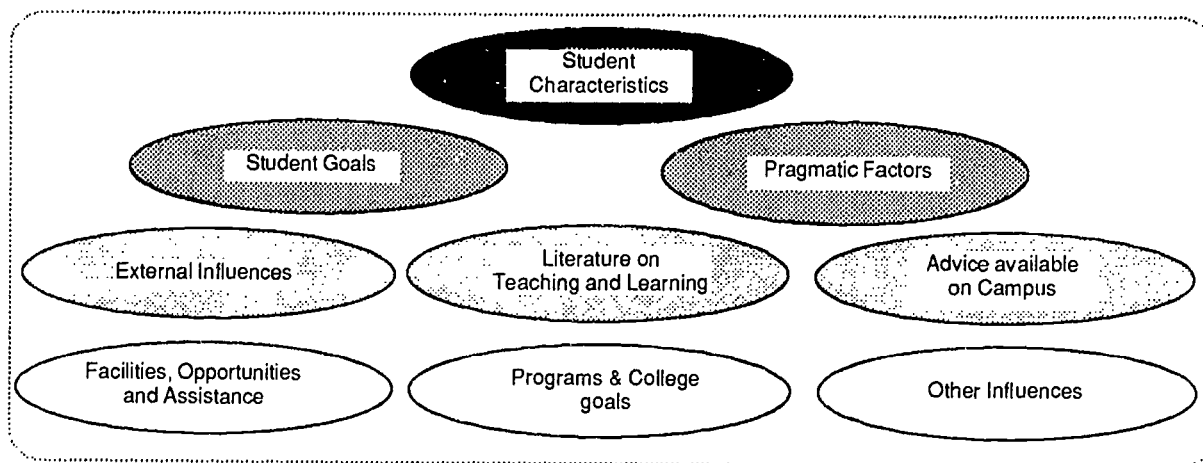 Student
Characteristics
Student Goals
Pragmatic Factors
External Influences
Literature on
Teaching and Learning
Advice available
on Campus
Facilities, Opportunities
and Assistance
Programs & College
goals
Other Influences